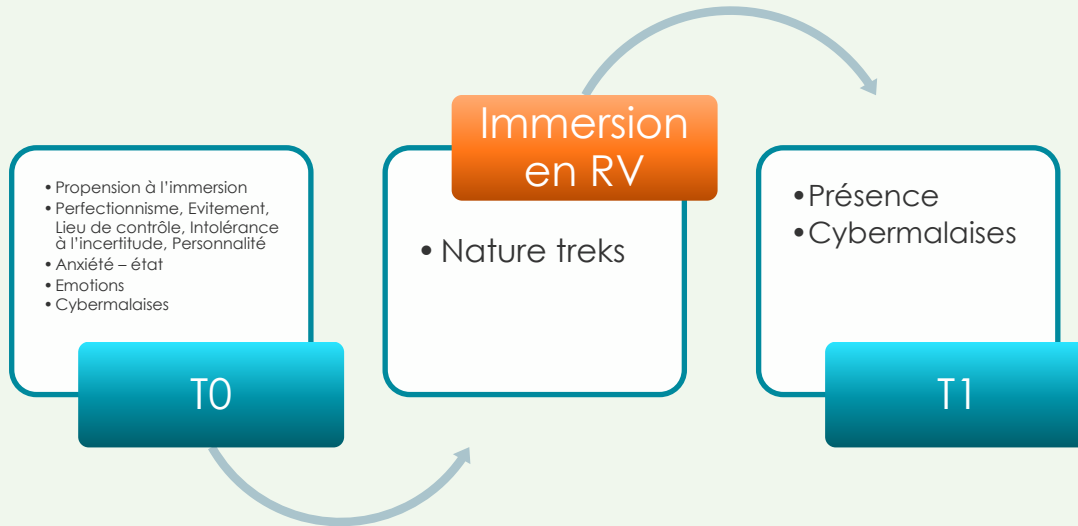 • Propension à l'immersion
• Perfectionnisme, Evitement,
Lieu de contrôle, Intolérance
à l'incertitude, Personnalité
• Anxiété – état
• Emotions
• Cybermalaises
T0
Immersion
en RV
• Nature treks
• Présence
• Cybermalaises
T1